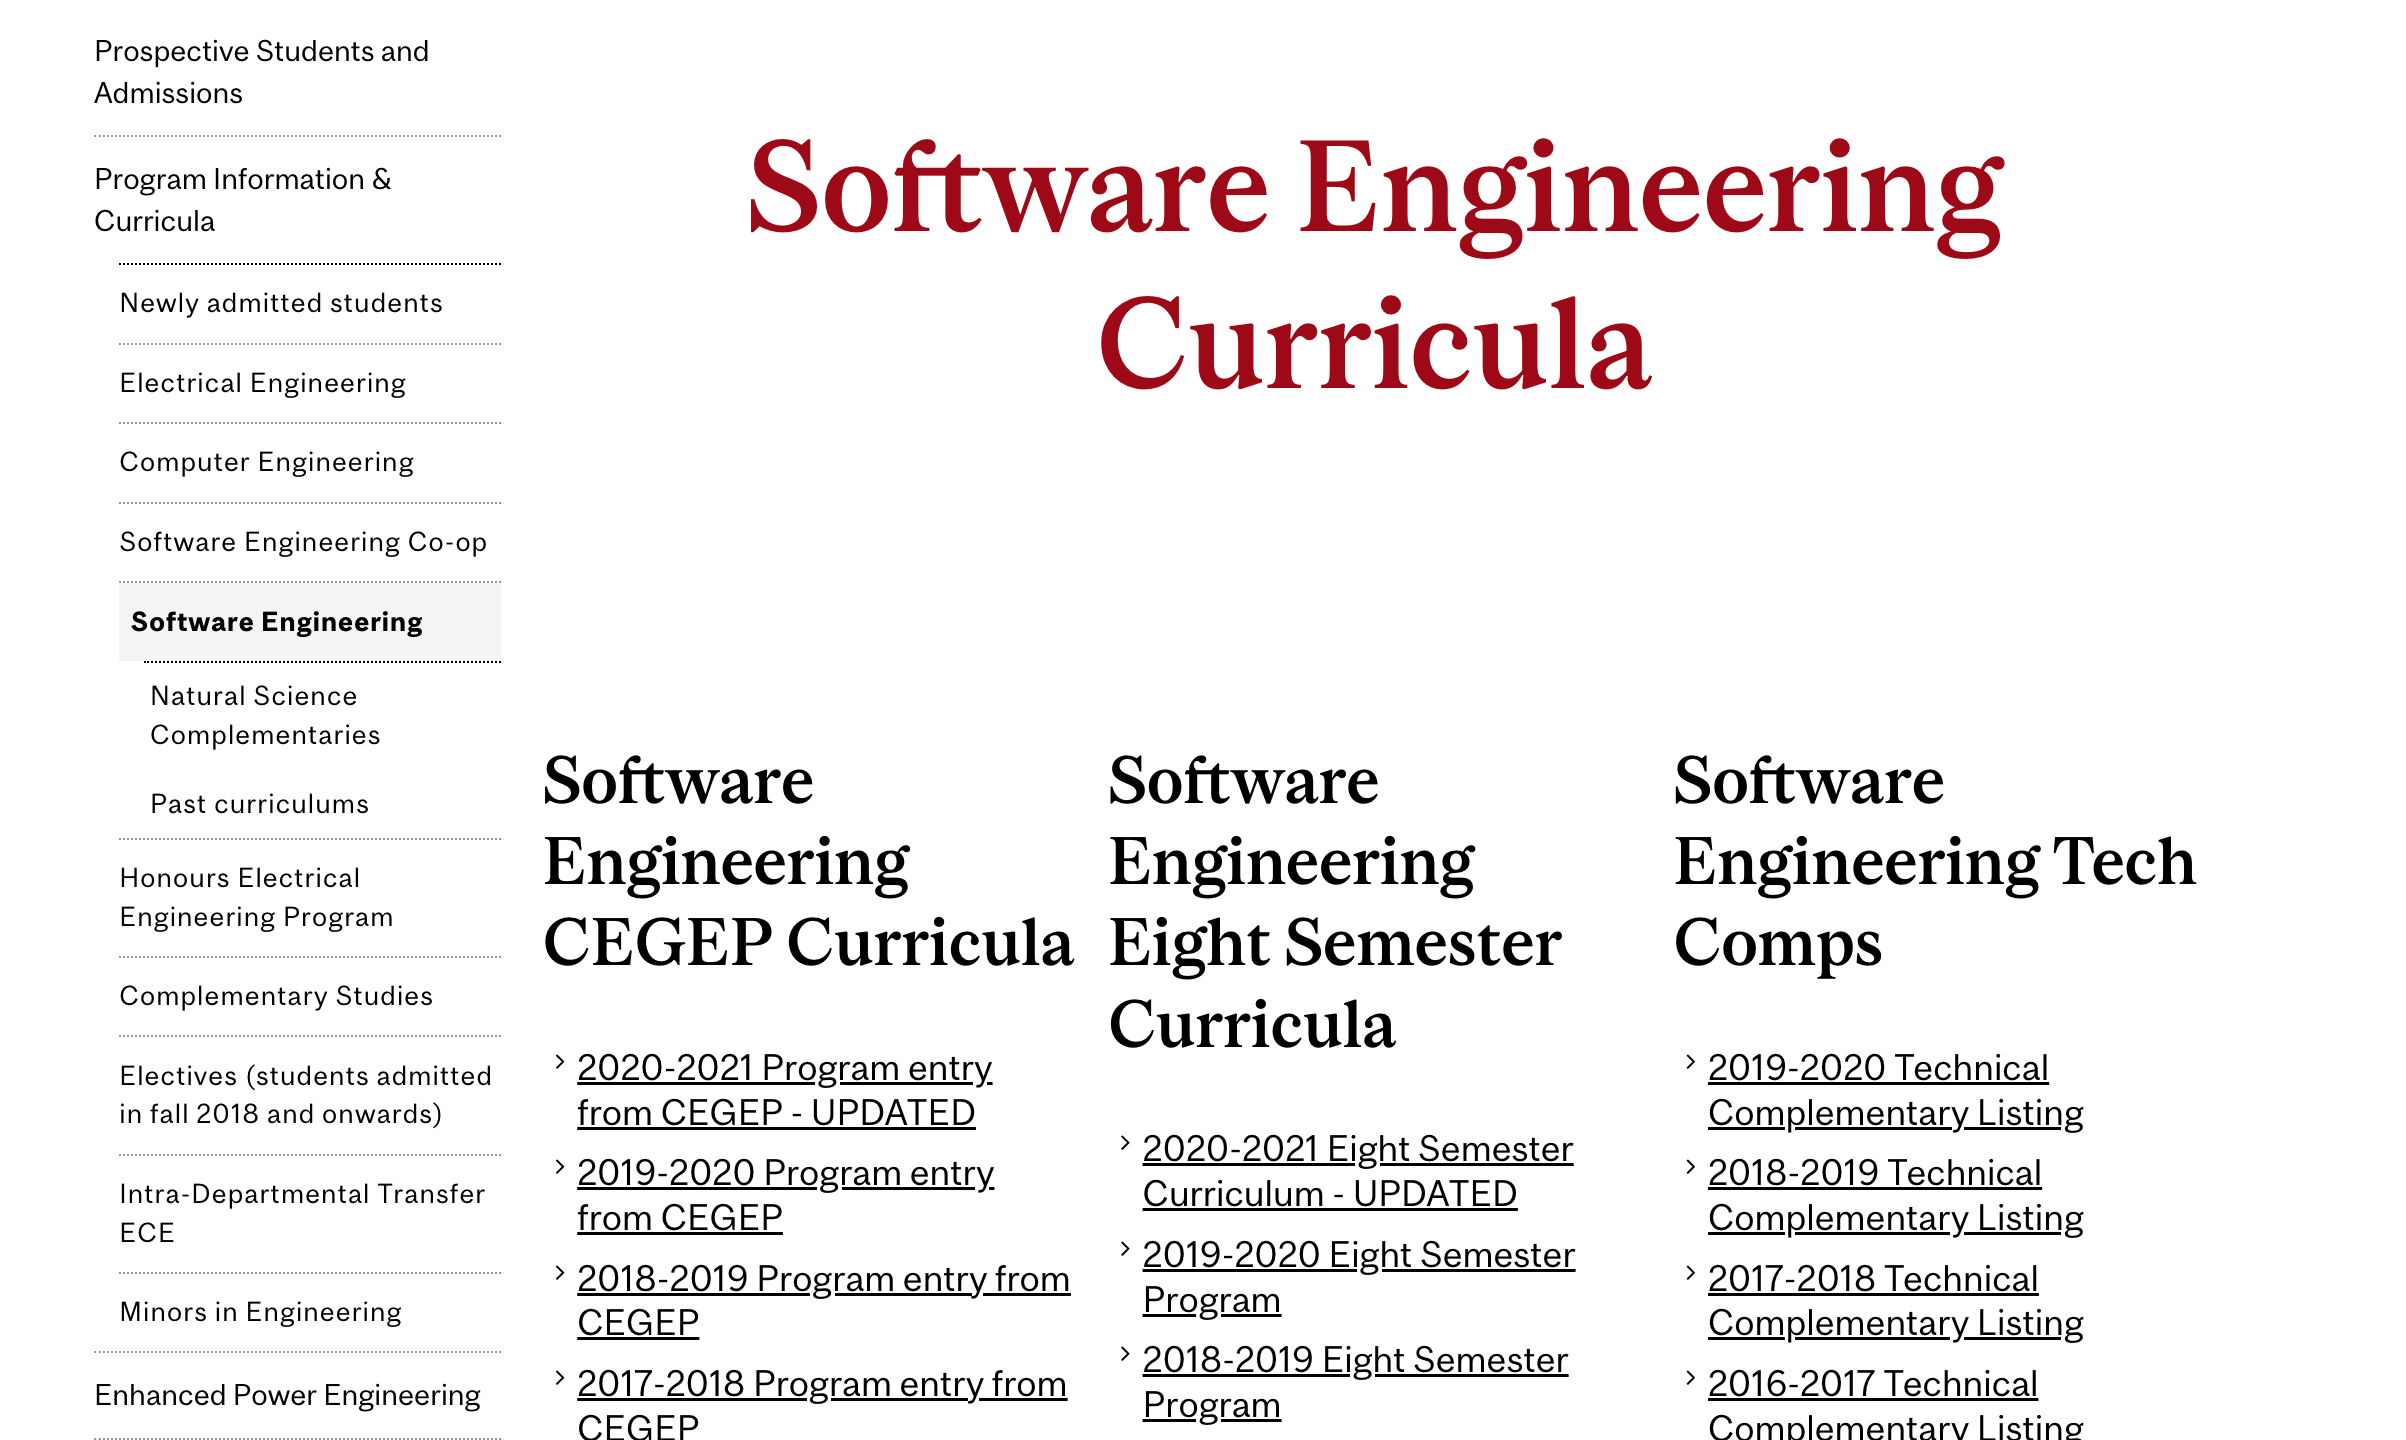 Prospective Students and
Admissions
Program Information &
Curricula
Newly admitted students
Electrical Engineering
Computer Engineering
Software Engineering Co-op
Software Engineering
Natural Science
Complementaries
Past curriculums
Honours Electrical
Engineering Program
Complementary Studies
Electives (students admitted
in fall 2018 and onwards)
Intra-Departmental Transfer
ECE
Minors in Engineering
Enhanced Power Engineering
Software Engineering
Curricula
Software
Engineering
CEGEP Curricula
2020-2021 Program entry
from CEGEP - UPDATED
2019-2020 Program entry
from CEGEP
2018-2019 Program entry from
CEGEP
2017-2018 Program entry from
CEGEP
Software
Engineering
Eight Semester
Curricula
2020-2021 Eight Semester
Curriculum - UPDATED
2019-2020 Eight Semester
Program
2018-2019 Eight Semester
Program
Software
Engineering Tech
Comps
2019-2020 Technical
Complementary Listing
2018-2019 Technical
Complementary Listing
2017-2018 Technical
Complementary Listing
2016-2017 Technical
Complementary Listing